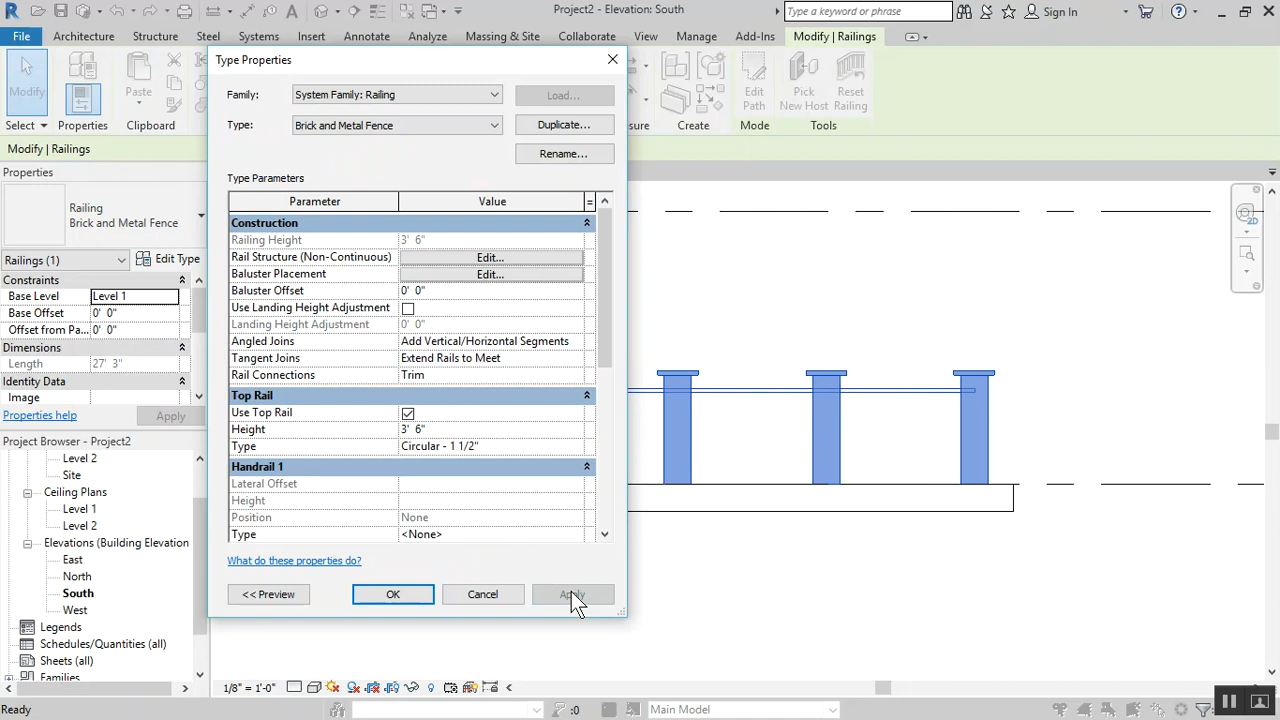 Project2 - Elevation: South
Type a keyword or phrase
Sign In
File
Architecture
Structure
Steel
Systems
Insert
Annotate
Analyze
Massing & Site
Collaborate
View
Manage
Add-Ins
Modify | Railings
Modify
Paste
Edit Path
Pick New Host
Reset Railing
Select
Properties
Clipboard
sure
Create
Mode
Tools
Modify | Railings
Properties
Railing
Brick and Metal Fence
Railings (1)
Edit Type
Constraints
Base Level Level 1
Base Offset 0' 0"
Offset from Pa... 0' 0"
Dimensions
Length 27' 3"
Identity Data
Image
Properties help
Apply
Project Browser - Project2
Level 2
Site
Ceiling Plans
Level 1
Level 2
Elevations (Building Elevation
East
North
South
West
Legends
Schedules/Quantities (all)
Sheets (all)
Families
Type Properties
Family: System Family: Railing Load...
Type: Brick and Metal Fence Duplicate...
Rename...
Type Parameters
Parameter Value =
Construction
Railing Height 3' 6"
Rail Structure (Non-Continuous) Edit...
Baluster Placement Edit...
Baluster Offset 0' 0"
Use Landing Height Adjustment
Landing Height Adjustment 0' 0"
Angled Joins Add Vertical/Horizontal Segments
Tangent Joins Extend Rails to Meet
Rail Connections Trim
Top Rail
Use Top Rail
Height 3' 6"
Type Circular - 1 1/2"
Handrail 1
Lateral Offset
Height
Position None
Type <None>
What do these properties do?
<< Preview OK Cancel Apply
2D
1/8" = 1'-0"
Ready
:0
Main Model